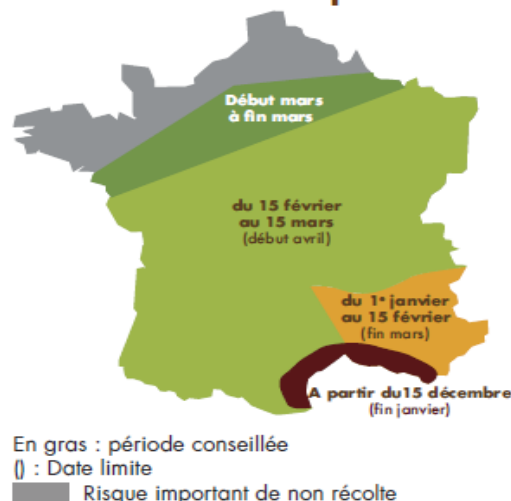 Début mars
à fin mars
du 15 février
au 15 mars
(début avril)
du 1e janvier
au 15 février
(fin mars)
A partir du15 décembre
(fin janvier)
En gras : période conseillée
() : Date limite
Risque important de non récolte